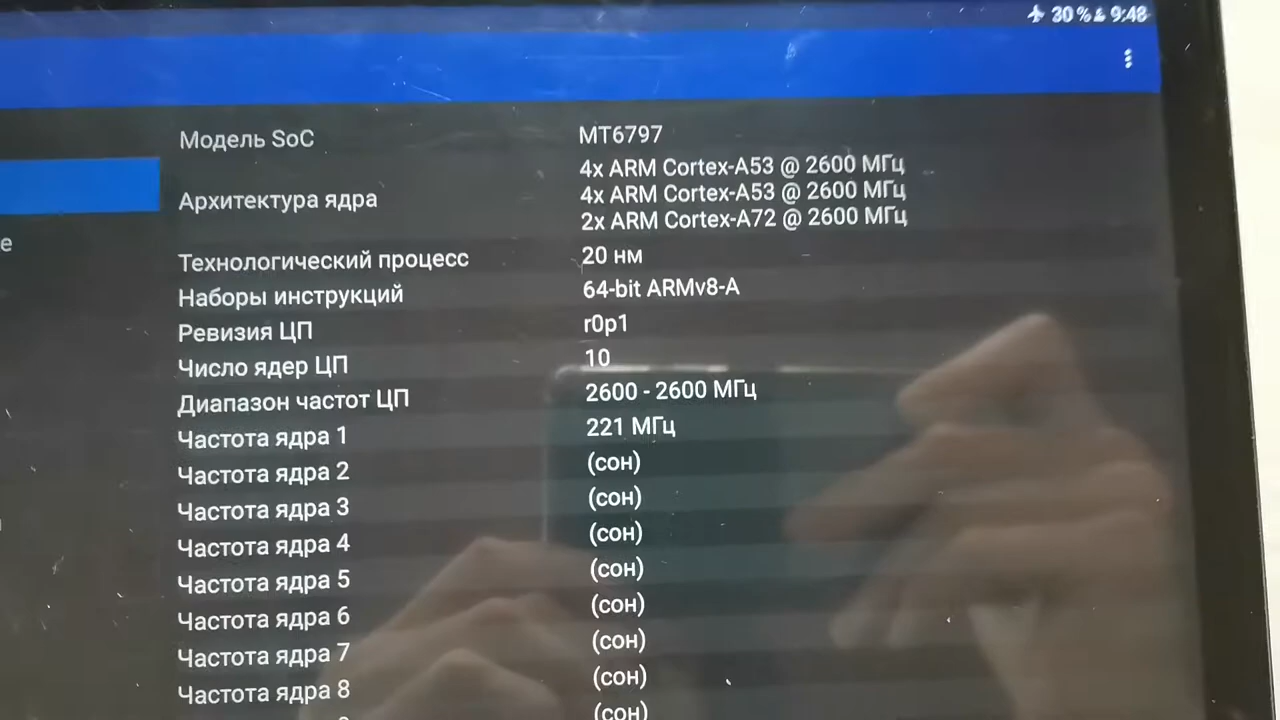 30 % 9:48
Модель SoC MT6797
4x ARM Cortex-A53 @ 2600 МГц
Архитектура ядра 4x ARM Cortex-A53 @ 2600 МГц
2x ARM Cortex-A72 @ 2600 МГц
е
Технологический процесс 20 нм
Наборы инструкций 64-bit ARMv8-A
Ревизия ЦП r0p1
Число ядер ЦП 10
Диапазон частот ЦП 2600 - 2600 МГц
Частота ядра 1 221 МГц
Частота ядра 2 (сон)
Частота ядра 3 (сон)
Частота ядра 4 (сон)
Частота ядра 5 (сон)
Частота ядра 6 (сон)
Частота ядра 7 (сон)
Частота ядра 8 (сон)
(сон)